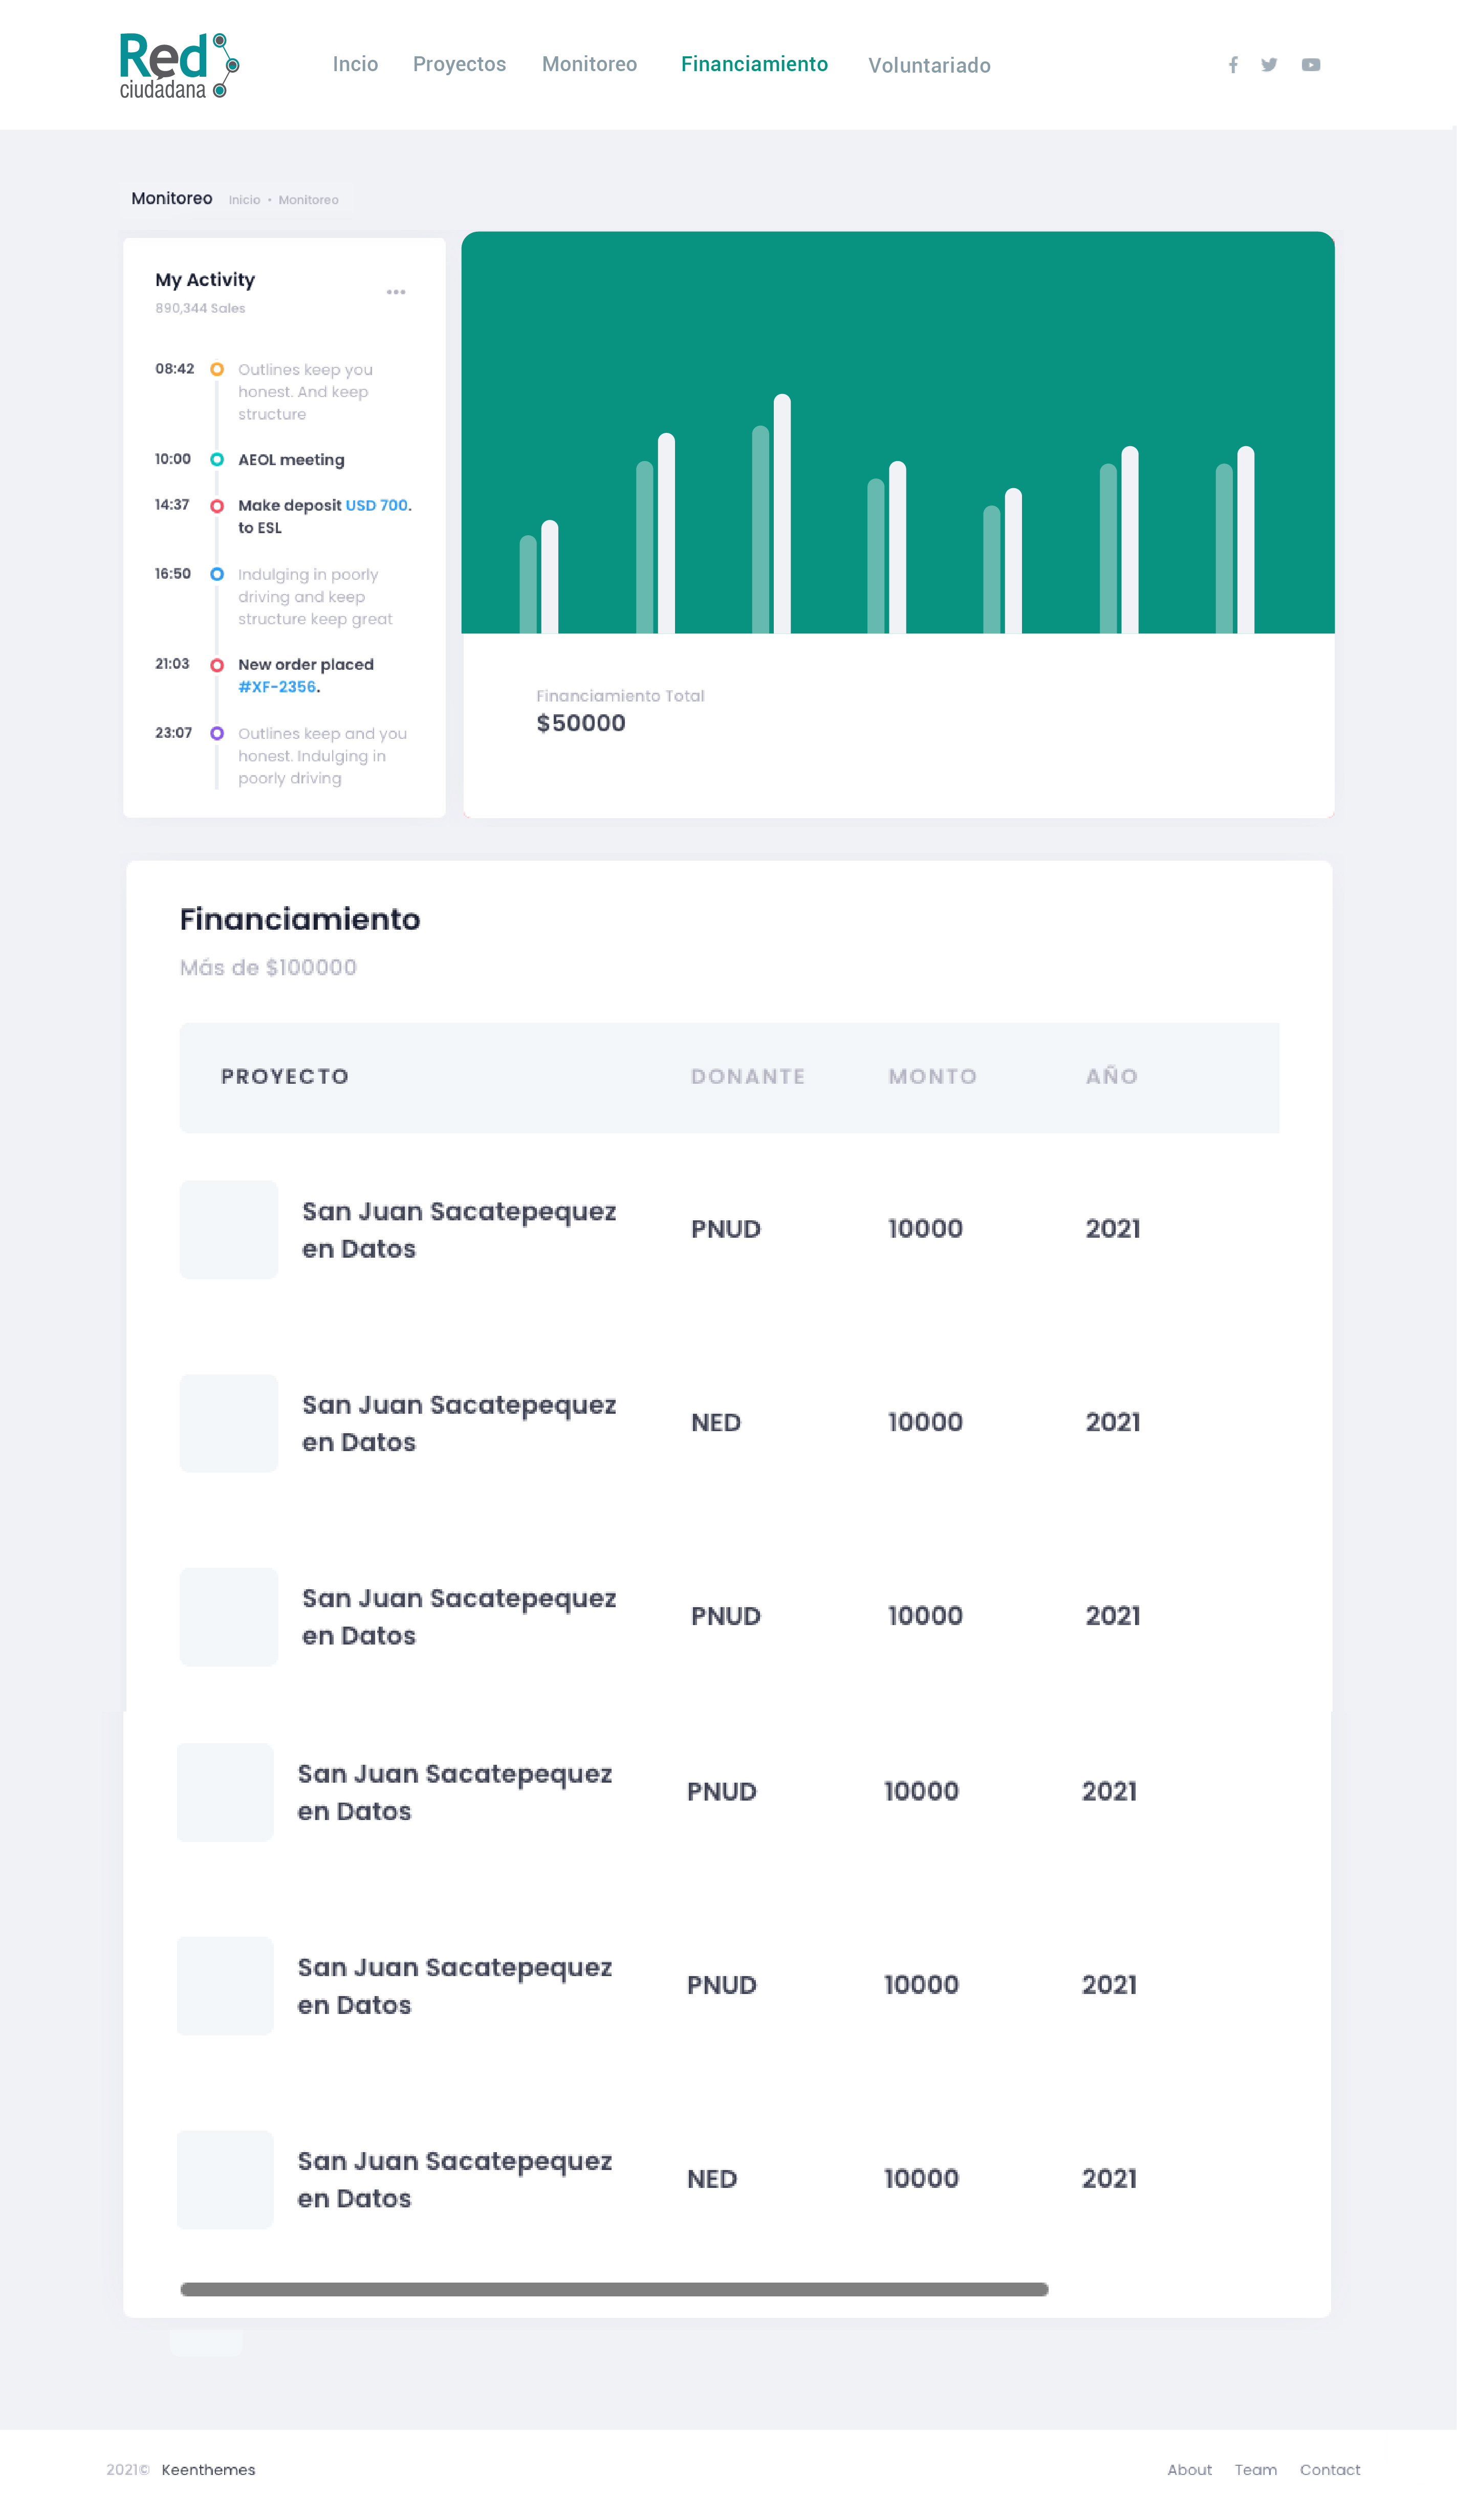 Red
ciudadana
Incio Proyectos Monitoreo Financiamiento Voluntariado
Monitoreo Inicio • Monitoreo
My Activity
890,344 Sales
08:42 Outlines keep you
honest. And keep
structure
10:00 AEOL meeting
14:37 Make deposit USD 700.
to ESL
16:50 Indulging in poorly
driving and keep
structure keep great
21:03 New order placed
#XF-2356.
23:07 Outlines keep and you
honest. Indulging in
poorly driving
Financiamiento Total
$50000
Financiamiento
Más de $100000
PROYECTO DONANTE MONTO AÑO
San Juan Sacatepequez
en Datos
PNUD 10000 2021
San Juan Sacatepequez
en Datos
NED 10000 2021
San Juan Sacatepequez
en Datos
PNUD 10000 2021
San Juan Sacatepequez
en Datos
PNUD 10000 2021
San Juan Sacatepequez
en Datos
PNUD 10000 2021
San Juan Sacatepequez
en Datos
NED 10000 2021
2021© Keenthemes About Team Contact